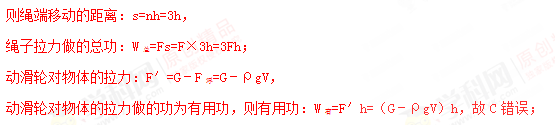 则绳端移动的距离：s=nh=3h，
绳子拉力做的总功：W总=Fs=F×3h=3Fh；
动滑轮对物体的拉力：F′=G-F浮=G-ρgV，
动滑轮对物体的拉力做的功为有用功，则有用功：W有=F′h=（G-ρgV）h，故C错误；